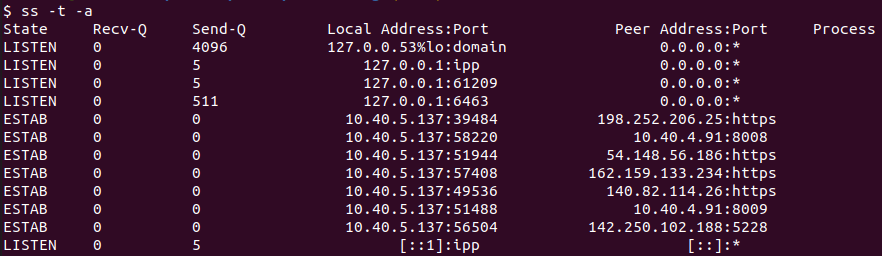 $ ss -t -a
State Recv-Q Send-Q Local Address:Port Peer Address:Port Process
LISTEN 0 4096 127.0.0.53%lo:domain 0.0.0.0:*
LISTEN 0 5 127.0.0.1:ipp 0.0.0.0:*
LISTEN 0 5 127.0.0.1:61209 0.0.0.0:*
LISTEN 0 511 127.0.0.1:6463 0.0.0.0:*
ESTAB 0 0 10.40.5.137:39484 198.252.206.25:https
ESTAB 0 0 10.40.5.137:58220 10.40.4.91:8008
ESTAB 0 0 10.40.5.137:51944 54.148.56.186:https
ESTAB 0 0 10.40.5.137:57408 162.159.133.234:https
ESTAB 0 0 10.40.5.137:49536 140.82.114.26:https
ESTAB 0 0 10.40.5.137:51488 10.40.4.91:8009
ESTAB 0 0 10.40.5.137:56504 142.250.102.188:5228
LISTEN 0 5 [::1]:ipp [::]:*